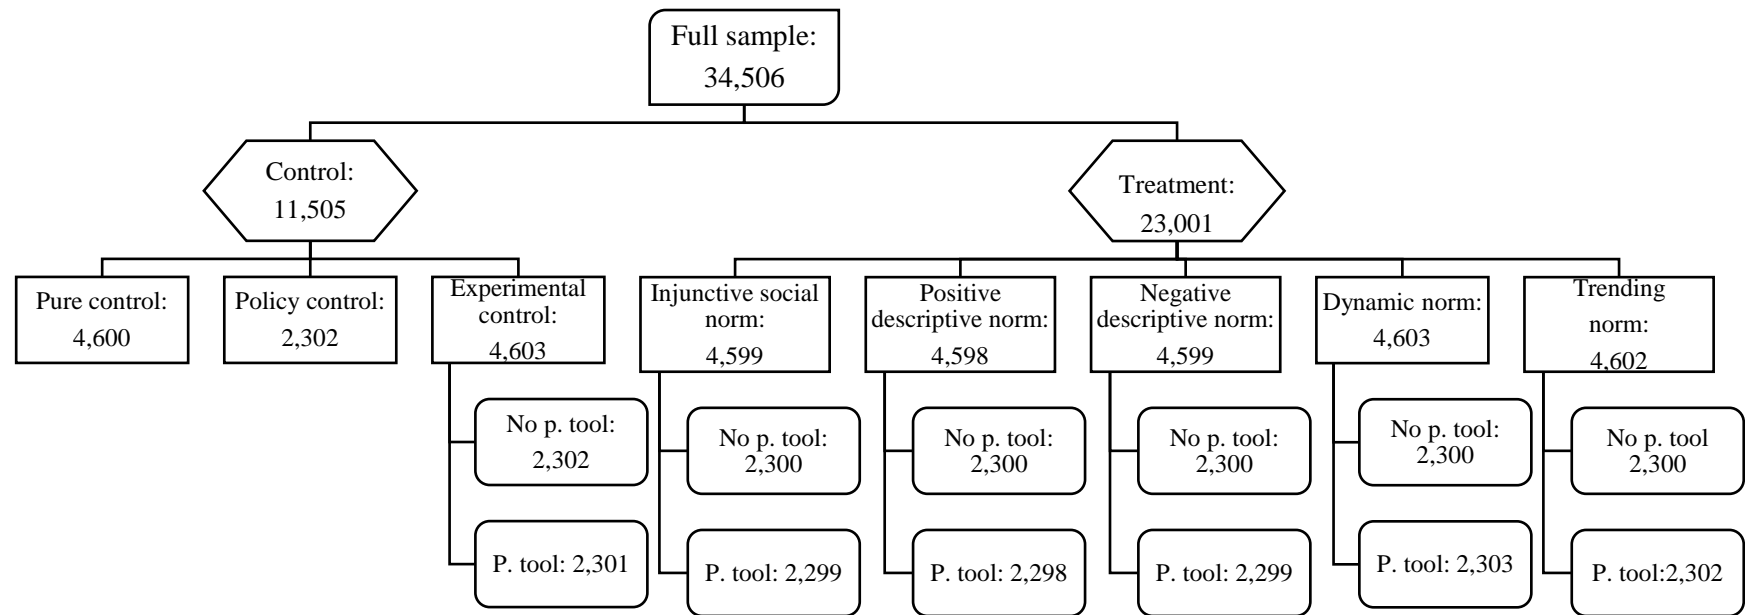 Full sample:
34,506
Control:
11,505
Treatment:
23,001
Pure control:
4,600
Policy control:
2,302
Experimental
control:
4,603
Injunctive social
norm:
4,599
Positive
descriptive norm:
4,598
Negative
descriptive norm:
4,599
Dynamic norm:
4,603
Trending
norm:
4,602
No p. tool:
2,302
No p. tool:
2,300
No p. tool:
2,300
No p. tool:
2,300
No p. tool:
2,300
No p. tool
2,300
P. tool: 2,301
P. tool: 2,299
P. tool: 2,298
P. tool: 2,299
P. tool: 2,303
P. tool:2,302